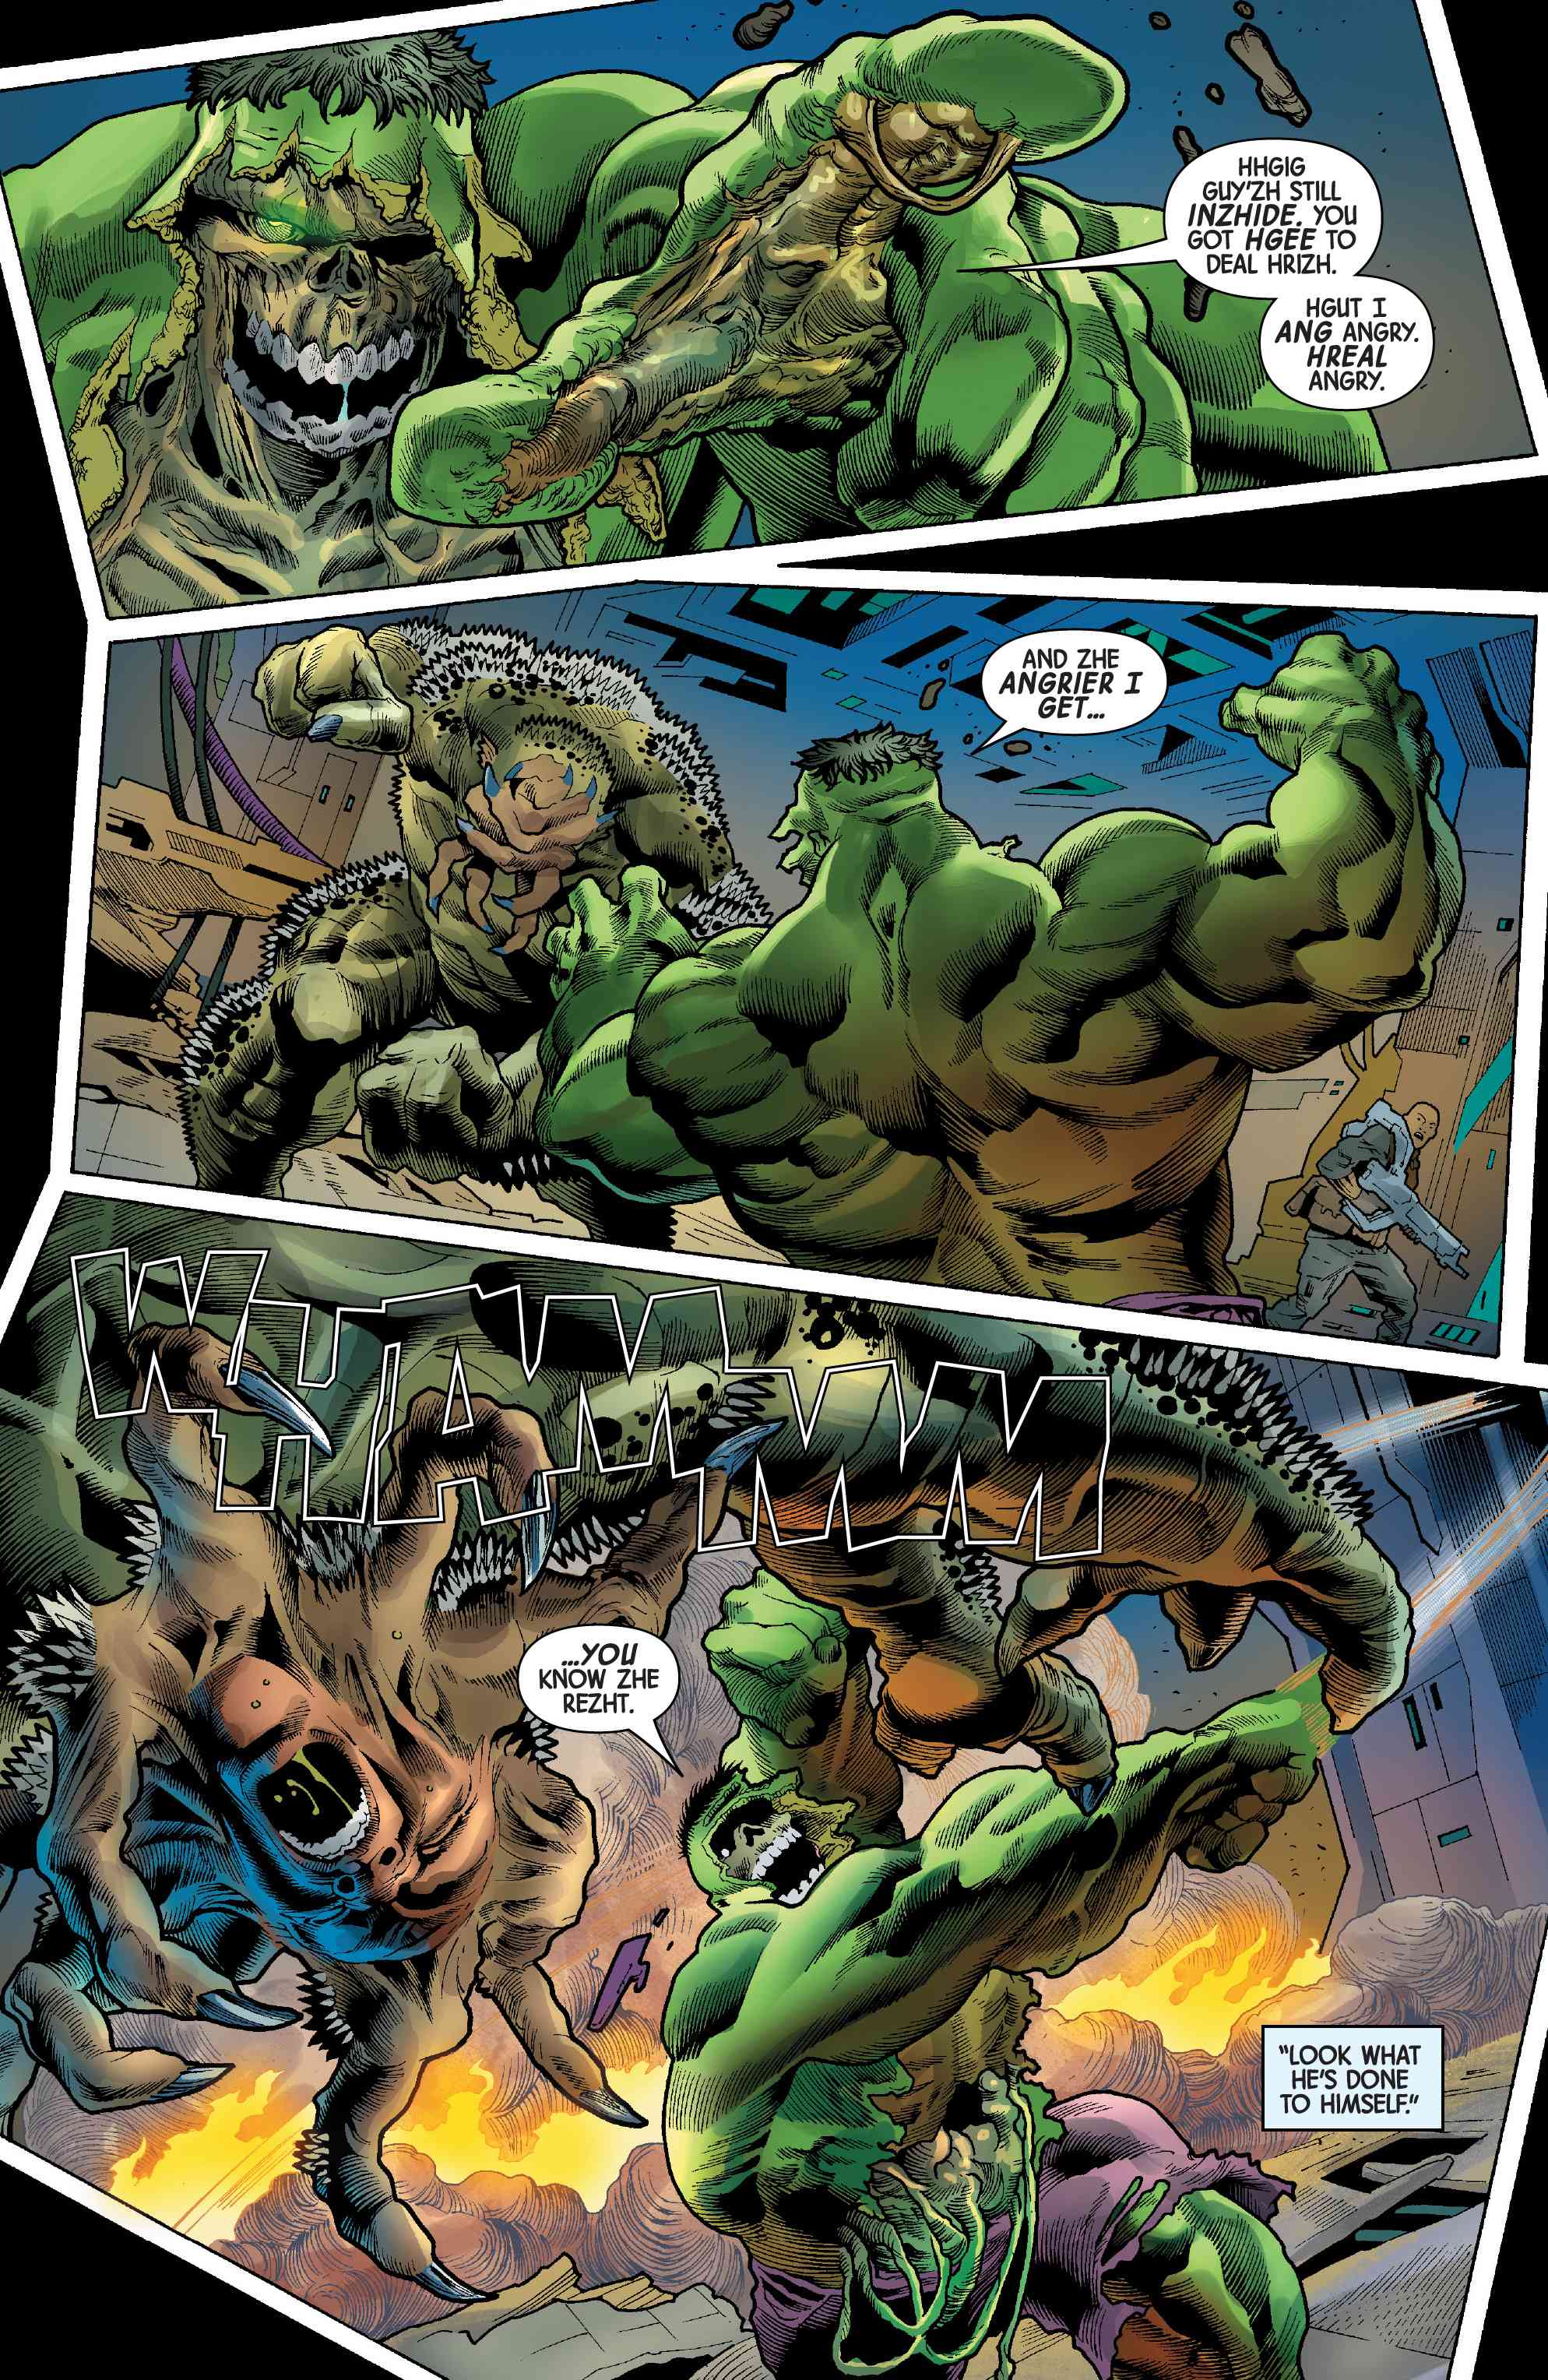 HHGIG
GUY'ZH STILL
INZHIDE. YOU
GOT HGEE TO
DEAL HRIZH.
HGUT I
ANG ANGRY.
HREAL
ANGRY.
AND ZHE
ANGRIER I
GET...
WHAMMM
...YOU
KNOW ZHE
REZHT.
"LOOK WHAT
HE'S DONE
TO HIMSELF."